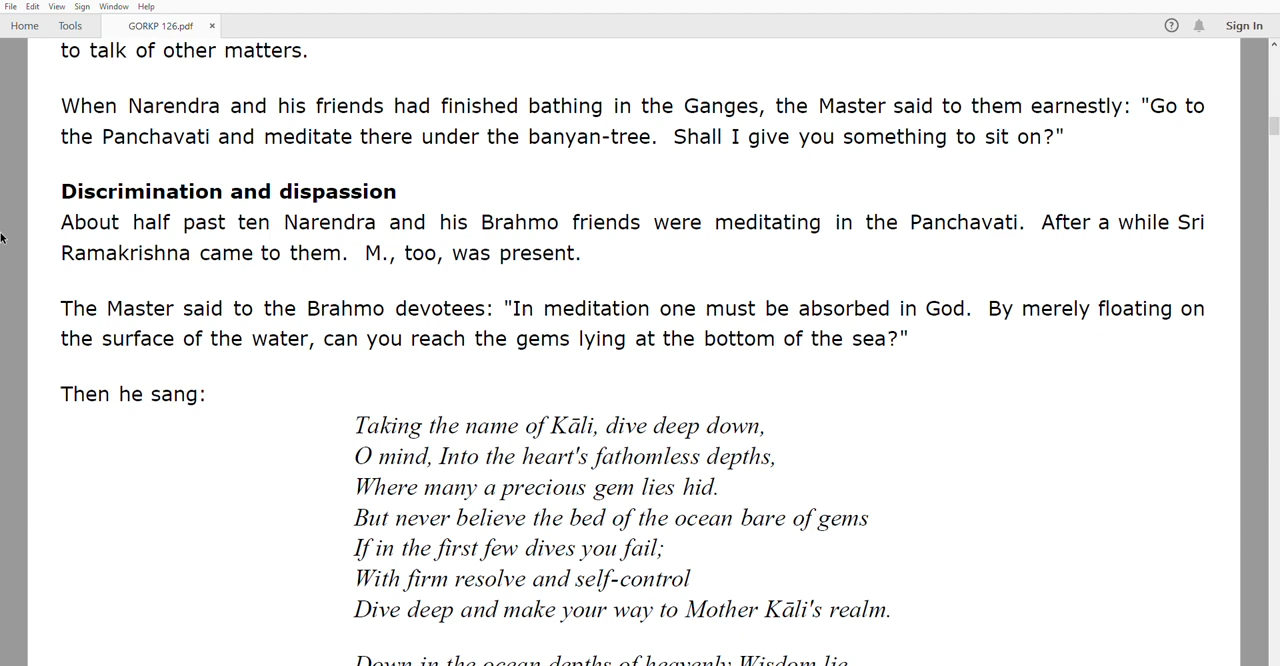 File Edit View Sign Window Help
Home Tools GORKP 126.pdf × Sign In
to talk of other matters.
When Narendra and his friends had finished bathing in the Ganges, the Master said to them earnestly: "Go to
the Panchavati and meditate there under the banyan-tree. Shall I give you something to sit on?"
Discrimination and dispassion
About half past ten Narendra and his Brahmo friends were meditating in the Panchavati. After a while Sri
Ramakrishna came to them. M., too, was present.
The Master said to the Brahmo devotees: "In meditation one must be absorbed in God. By merely floating on
the surface of the water, can you reach the gems lying at the bottom of the sea?"
Then he sang:
Taking the name of Kāli, dive deep down,
O mind, Into the heart's fathomless depths,
Where many a precious gem lies hid.
But never believe the bed of the ocean bare of gems
If in the first few dives you fail;
With firm resolve and self-control
Dive deep and make your way to Mother Kāli's realm.
Down in the ocean depths of heavenly Wisdom lie